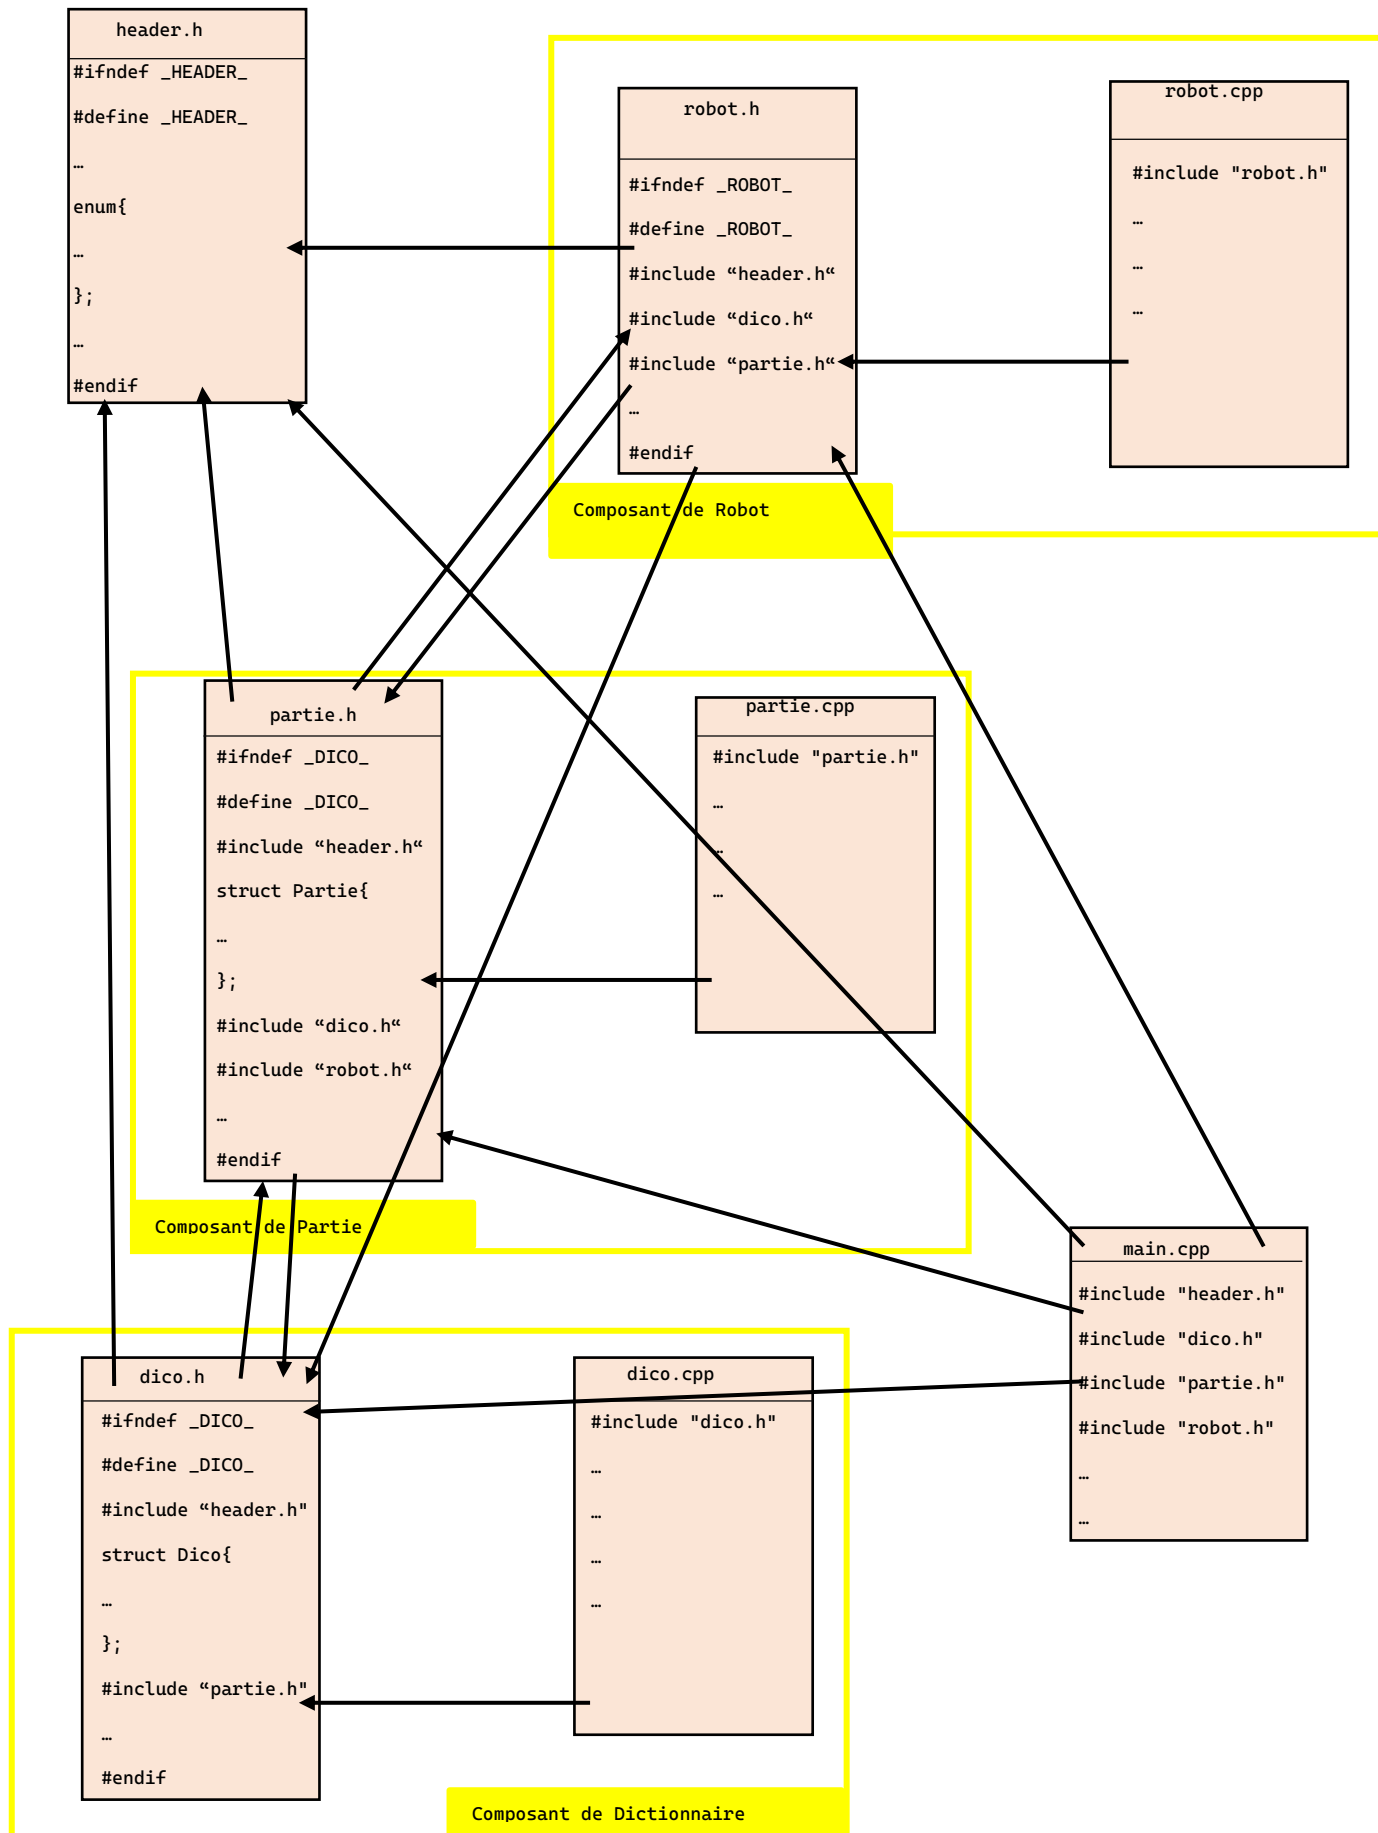 header.h
#ifndef _HEADER_
#define _HEADER_
…
enum{
…
};
…
#endif
robot.h
#ifndef _ROBOT_
#define _ROBOT_
#include “header.h“
#include “dico.h“
#include “partie.h“
…
#endif
robot.cpp
#include "robot.h"
…
…
…
Composant de Robot
partie.h
#ifndef _DICO_
#define _DICO_
#include “header.h“
struct Partie{
…
};
#include “dico.h“
#include “robot.h“
…
#endif
partie.cpp
#include "partie.h"
…
…
…
Composant de Partie
main.cpp
#include "header.h"
#include "dico.h"
#include "partie.h"
#include "robot.h"
…
…
dico.h
#ifndef _DICO_
#define _DICO_
#include “header.h"
struct Dico{
…
};
#include “partie.h"
…
#endif
dico.cpp
#include "dico.h"
…
…
…
…
Composant de Dictionnaire